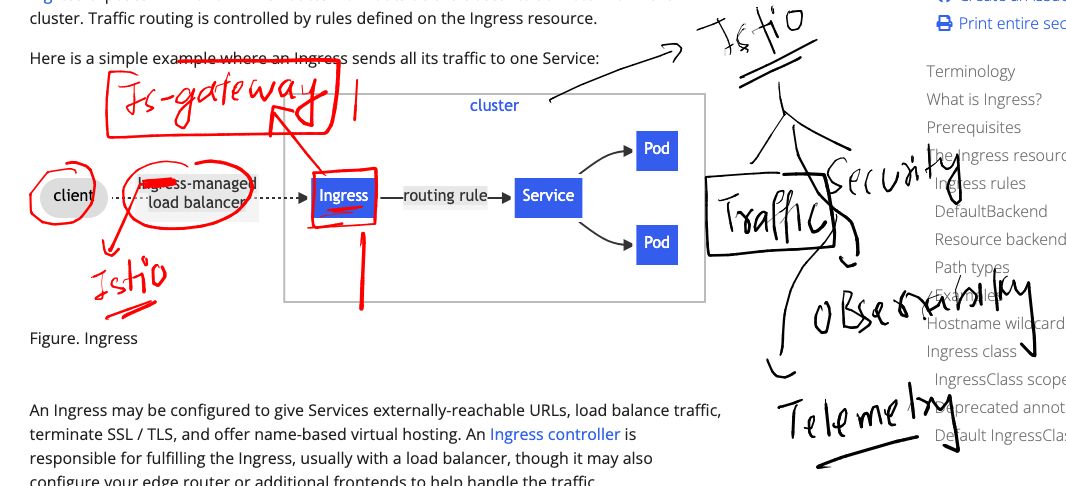 cluster. Traffic routing is controlled by rules defined on the Ingress resource.
Here is a simple example where an Ingress sends all its traffic to one Service:
Is-gateway
cluster
client
Ingress-managed
load balancer
Ingress
routing rule
Service
Pod
Pod
Istio
Figure. Ingress
An Ingress may be configured to give Services externally-reachable URLs, load balance traffic,
terminate SSL / TLS, and offer name-based virtual hosting. An Ingress controller is
responsible for fulfilling the Ingress, usually with a load balancer, though it may also
configure your edge router or additional frontends to help handle the traffic.
Istio
Security
Traffic
Observability
Telemetry
Print entire sec
Terminology
What is Ingress?
Prerequisites
The Ingress resourc
Ingress rules
DefaultBackend
Resource backend
Path types
Examples
Hostname wildcard
Ingress class
IngressClass scope
Deprecated annot
Default IngressClas